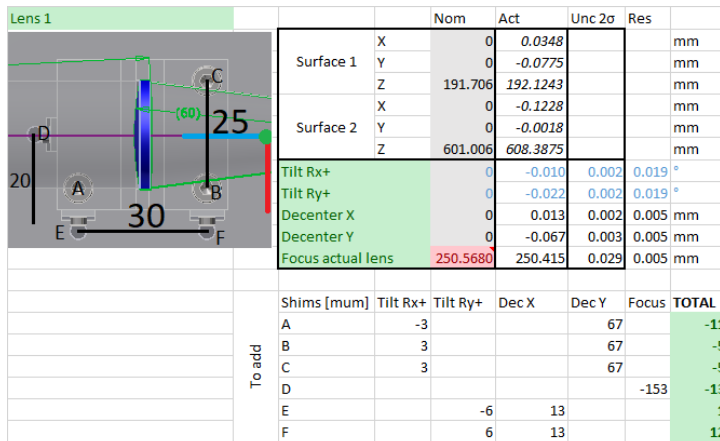 Lens 1
Nom Act Unc 2σ Res
Surface 1 X 0 0.0348 mm
Y 0 -0.0775 mm
Z 191.706 192.1243 mm
Surface 2 X 0 -0.1228 mm
Y 0 -0.0018 mm
Z 601.006 608.3875 mm
Tilt Rx+ 0 -0.010 0.002 0.019 °
Tilt Ry+ 0 -0.022 0.002 0.019 °
Decenter X 0 0.013 0.002 0.005 mm
Decenter Y 0 -0.067 0.003 0.005 mm
Focus actual lens 250.5680 250.415 0.029 0.005 mm
C
(60)
25
D
20
A
B
30
E
F
Shims [mum] Tilt Rx+ Tilt Ry+ Dec X Dec Y Focus TOTAL
To add
A -3 67
B 3 67
C 3 67
D -153
E -6 13
F 6 13